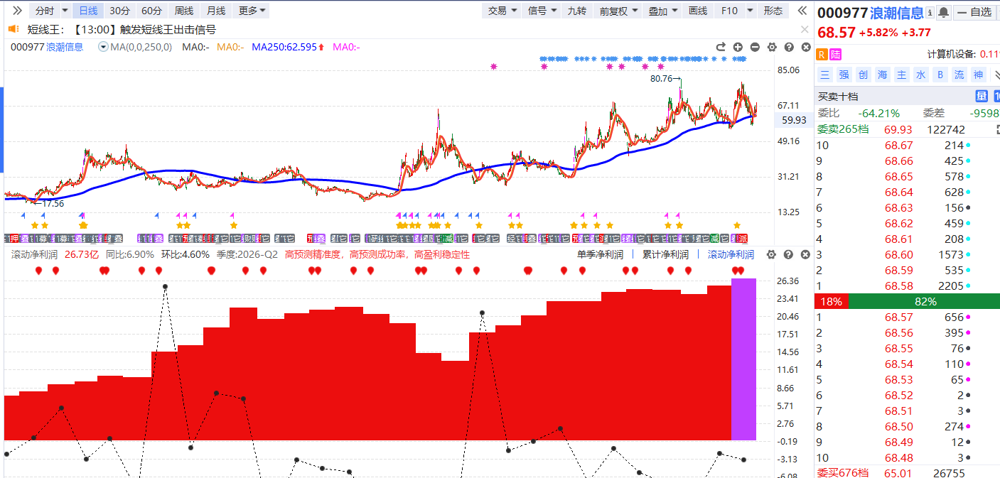 分时 日线 30分 60分 周线 月线 更多 交易 信号 九转 前复权 叠加 画线 F10 形态
短线王：【13:00】触发短线王出击信号
000977浪潮信息 MA(0,0,250,0) MA0:- MA0:- MA250:62.595 MA0:-
80.76→
←17.56
85.06
67.11
59.93
49.16
31.21
13.25
滚动净利润 26.73亿 同比:6.90% 环比:4.60% 季度:2026-Q2 高预测精准度，高预测成功率，高盈利稳定性 单季净利润 累计净利润 滚动净利润
26.36
23.41
20.46
17.51
14.56
11.61
8.66
5.71
2.76
-0.19
-3.13
-6.08
000977浪潮信息 自选
68.57 +5.82% +3.77
R 陆 计算机设备: 0.11
三 强 创 海 主 水 B 流 神
买卖十档
委比 -64.21% 委差 -9598
委卖265档 69.93 122742
10 68.67 214
9 68.66 425
8 68.65 578
7 68.64 628
6 68.63 156
5 68.62 459
4 68.61 208
3 68.60 1573
2 68.59 535
1 68.58 2205
18% 82%
1 68.57 656
2 68.56 395
3 68.55 76
4 68.54 110
5 68.53 65
6 68.52 2
7 68.51 3
8 68.50 274
9 68.49 12
10 68.48 3
委买676档 65.01 26755